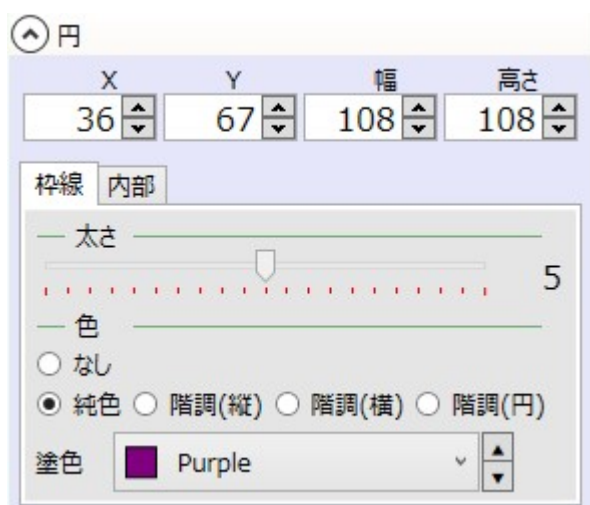 円
X Y 幅 高さ
36 67 108 108
枠線 内部
太さ
5
色
なし
純色 階調(縦) 階調(横) 階調(円)
塗色 Purple